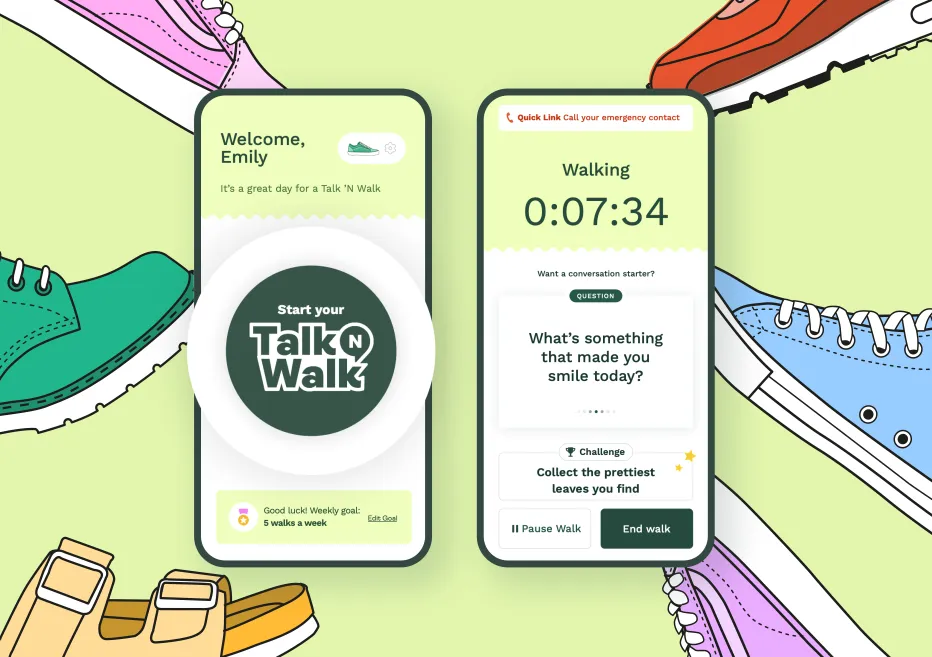 Welcome,
Emily
It's a great day for a Talk 'N Walk
Start your
Talk N
Walk
Good luck! Weekly goal:
5 walks a week
Edit Goal
Quick Link Call your emergency contact
Walking
0:07:34
Want a conversation starter?
QUESTION
What's something
that made you
smile today?
Challenge
Collect the prettiest
leaves you find
Pause Walk
End walk